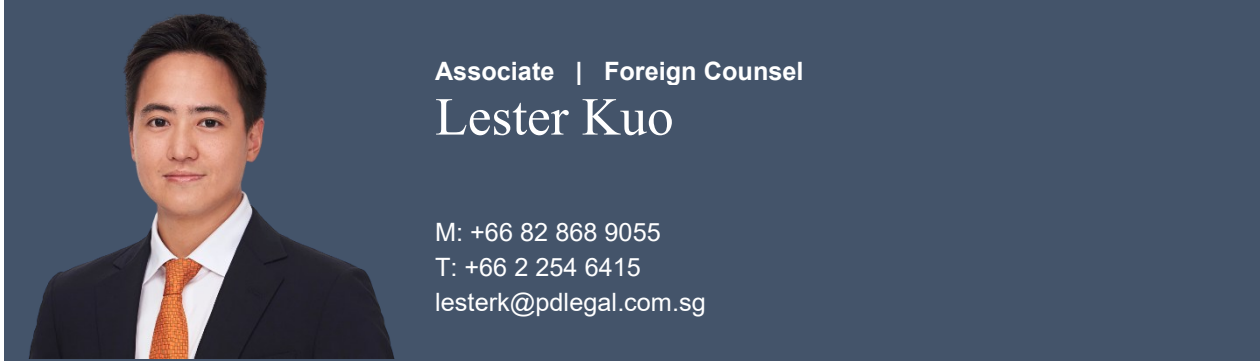 Associate | Foreign Counsel
Lester Kuo
M: +66 82 868 9055
T: +66 2 254 6415
lesterk@pdlegal.com.sg